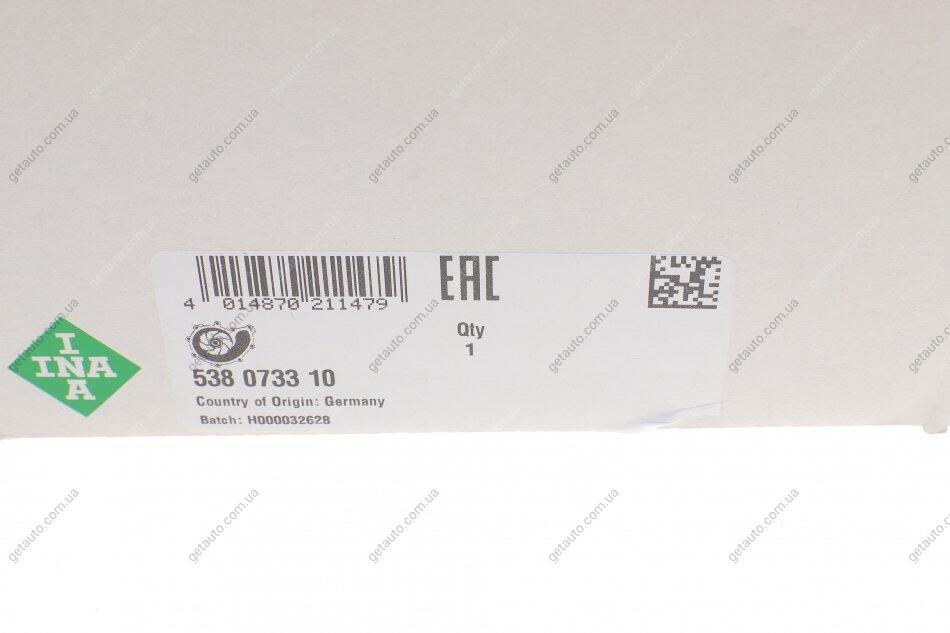 4 014870 211479
EAC
Qty
1
538 0733 10
Country of Origin: Germany
Batch: H000032628
I
INA
A
getauto.com.ua